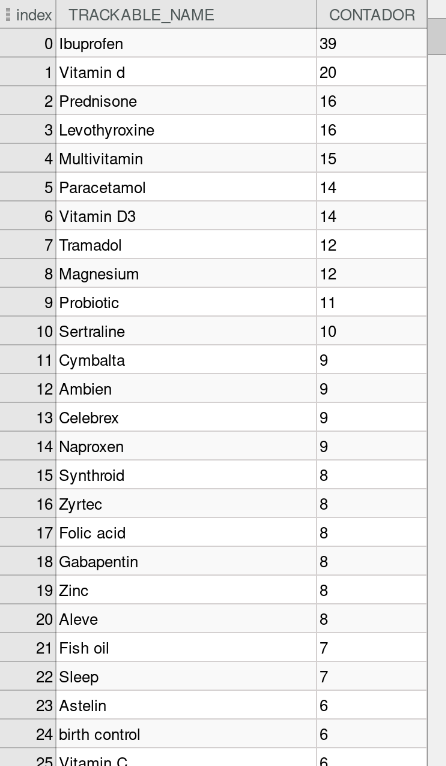 index TRACKABLE_NAME CONTADOR
0 Ibuprofen 39
1 Vitamin d 20
2 Prednisone 16
3 Levothyroxine 16
4 Multivitamin 15
5 Paracetamol 14
6 Vitamin D3 14
7 Tramadol 12
8 Magnesium 12
9 Probiotic 11
10 Sertraline 10
11 Cymbalta 9
12 Ambien 9
13 Celebrex 9
14 Naproxen 9
15 Synthroid 8
16 Zyrtec 8
17 Folic acid 8
18 Gabapentin 8
19 Zinc 8
20 Aleve 8
21 Fish oil 7
22 Sleep 7
23 Astelin 6
24 birth control 6
25 Vitamin C 6